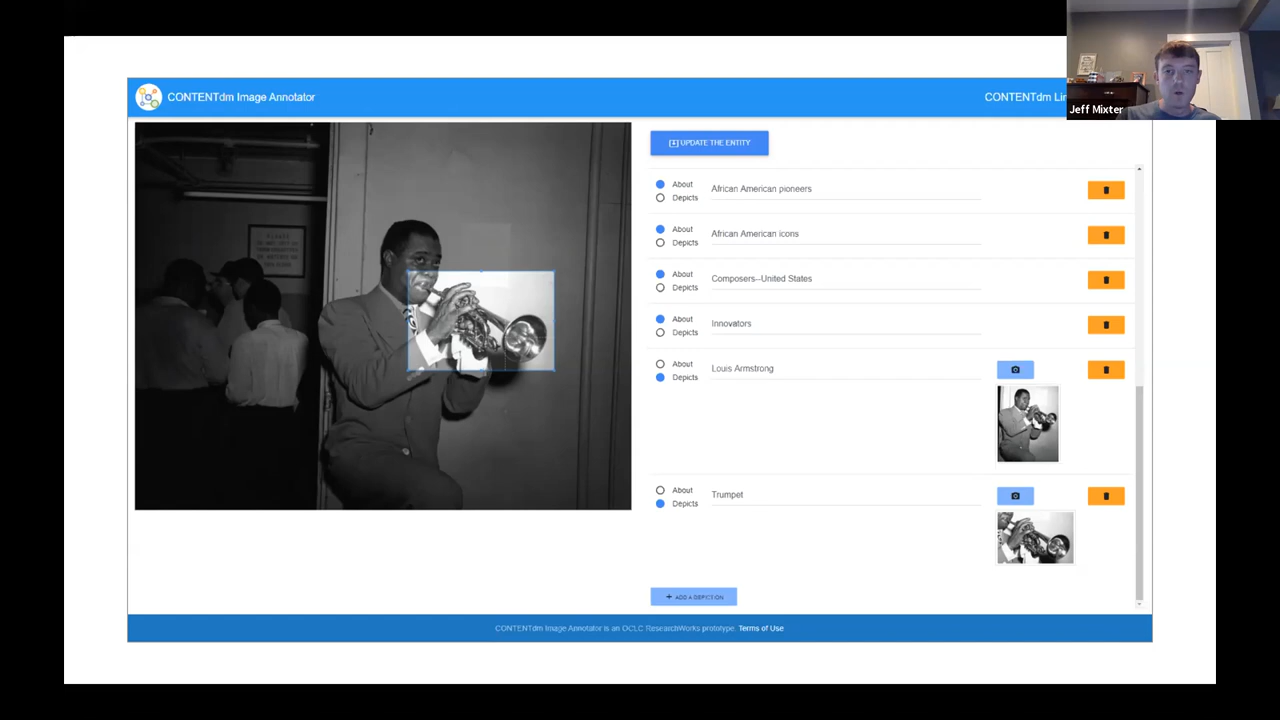 CONTENTdm Image Annotator
CONTENTdm Lin
Jeff Mixter
UPDATE THE ENTITY
About
Depicts
African American pioneers
About
Depicts
African American icons
About
Depicts
Composers--United States
About
Depicts
Innovators
About
Depicts
Louis Armstrong
About
Depicts
Trumpet
+ ADD A DEPICTION
CONTENTdm Image Annotator is an OCLC ResearchWorks prototype. Terms of Use